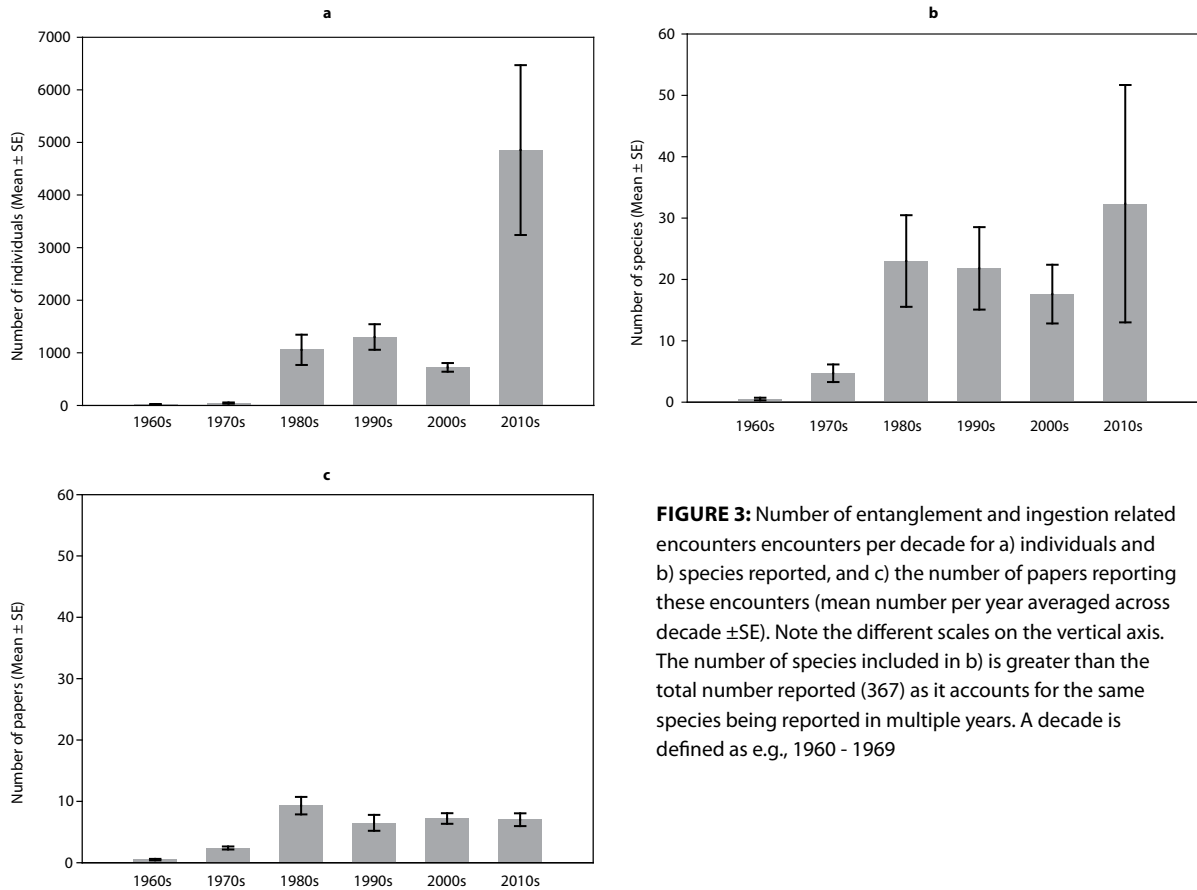 a
7000
6000
5000
4000
3000
2000
1000
0
Number of individuals (Mean ± SE)
1960s 1970s 1980s 1990s 2000s 2010s
b
60
50
40
30
20
10
0
Number of species (Mean ± SE)
1960s 1970s 1980s 1990s 2000s 2010s
c
60
50
40
30
20
10
0
Number of papers (Mean ± SE)
1960s 1970s 1980s 1990s 2000s 2010s
FIGURE 3: Number of entanglement and ingestion related
encounters encounters per decade for a) individuals and
b) species reported, and c) the number of papers reporting
these encounters (mean number per year averaged across
decade ±SE). Note the different scales on the vertical axis.
The number of species included in b) is greater than the
total number reported (367) as it accounts for the same
species being reported in multiple years. A decade is
defined as e.g., 1960 - 1969